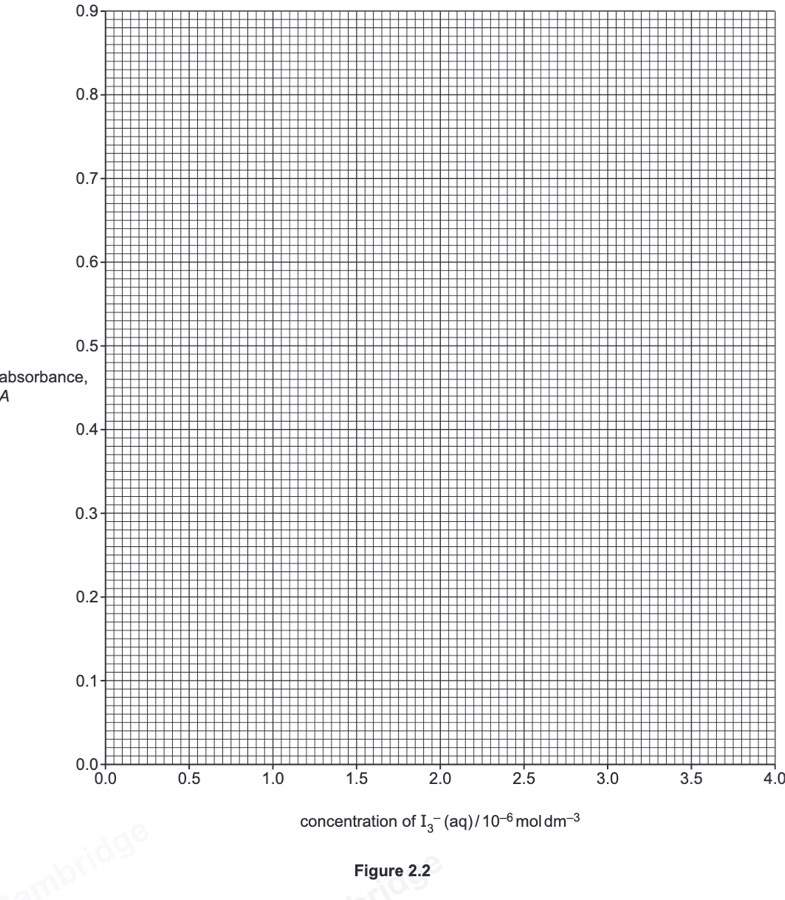 0.9
0.8
0.7
0.6
0.5
absorbance,
A
0.4
0.3
0.2
0.1
0.0
0.0 0.5 1.0 1.5 2.0 2.5 3.0 3.5 4.0
concentration of I₃⁻ (aq) / 10⁻⁶ mol dm⁻³
Figure 2.2
ambridge
bridge